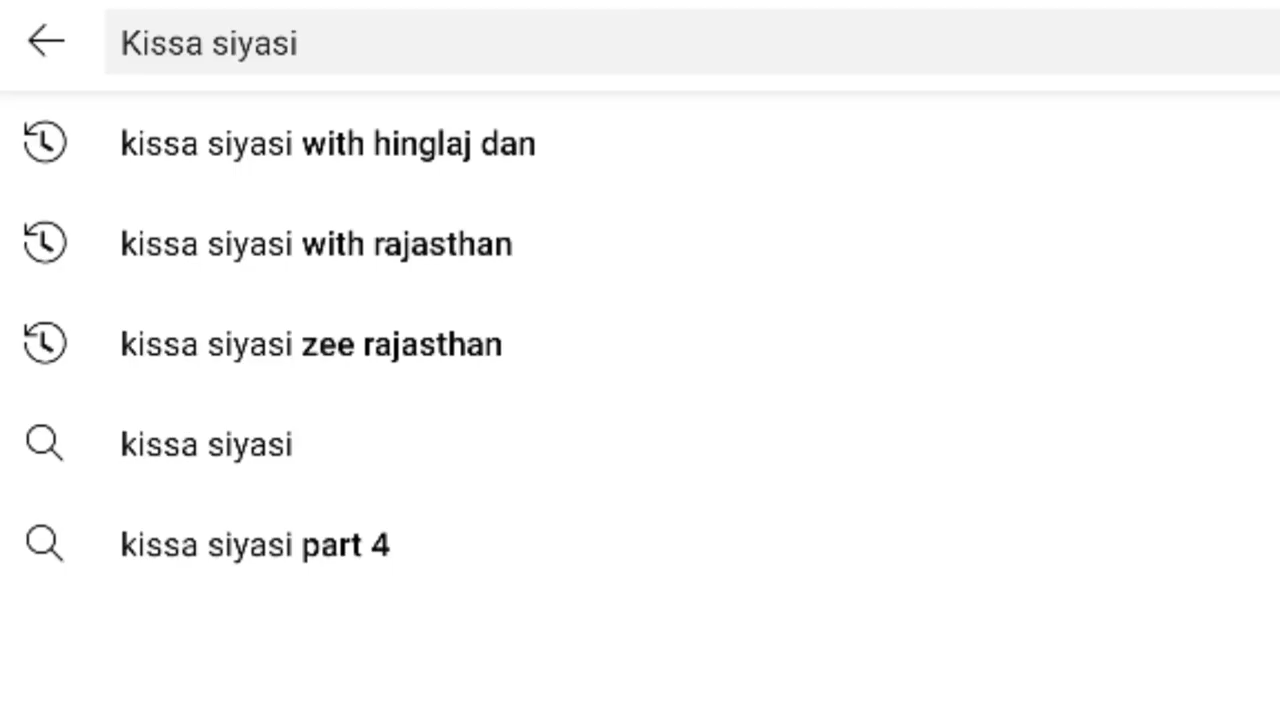 Kissa siyasi
kissa siyasi with hinglaj dan
kissa siyasi with rajasthan
kissa siyasi zee rajasthan
kissa siyasi
kissa siyasi part 4